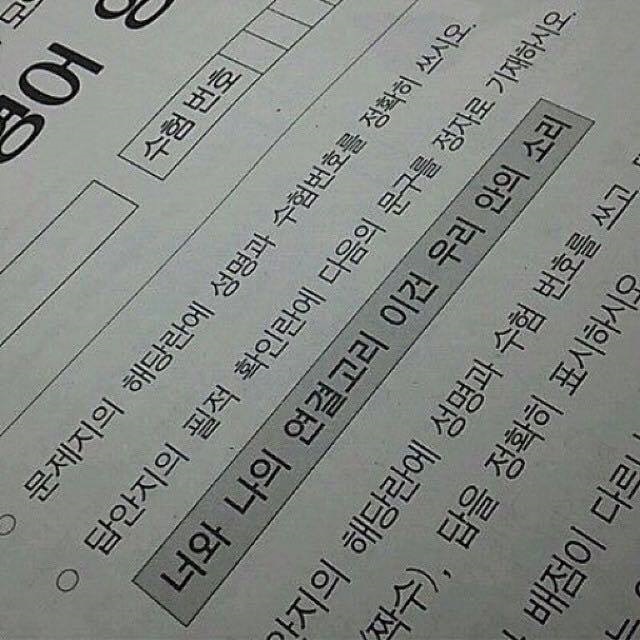 영어 영
수험 번호
문제지의 해당란에 성명과 수험번호를 정확히 쓰시오.
답안지의 필적 확인란에 다음의 문구를 정자로 기재하시오.
너와 나의 연결고리 이건 우리 안의 소리
안지의 해당란에 성명과 수험 번호를 쓰고
(짝수), 답을 정확히 표시하시오
배점이 다르